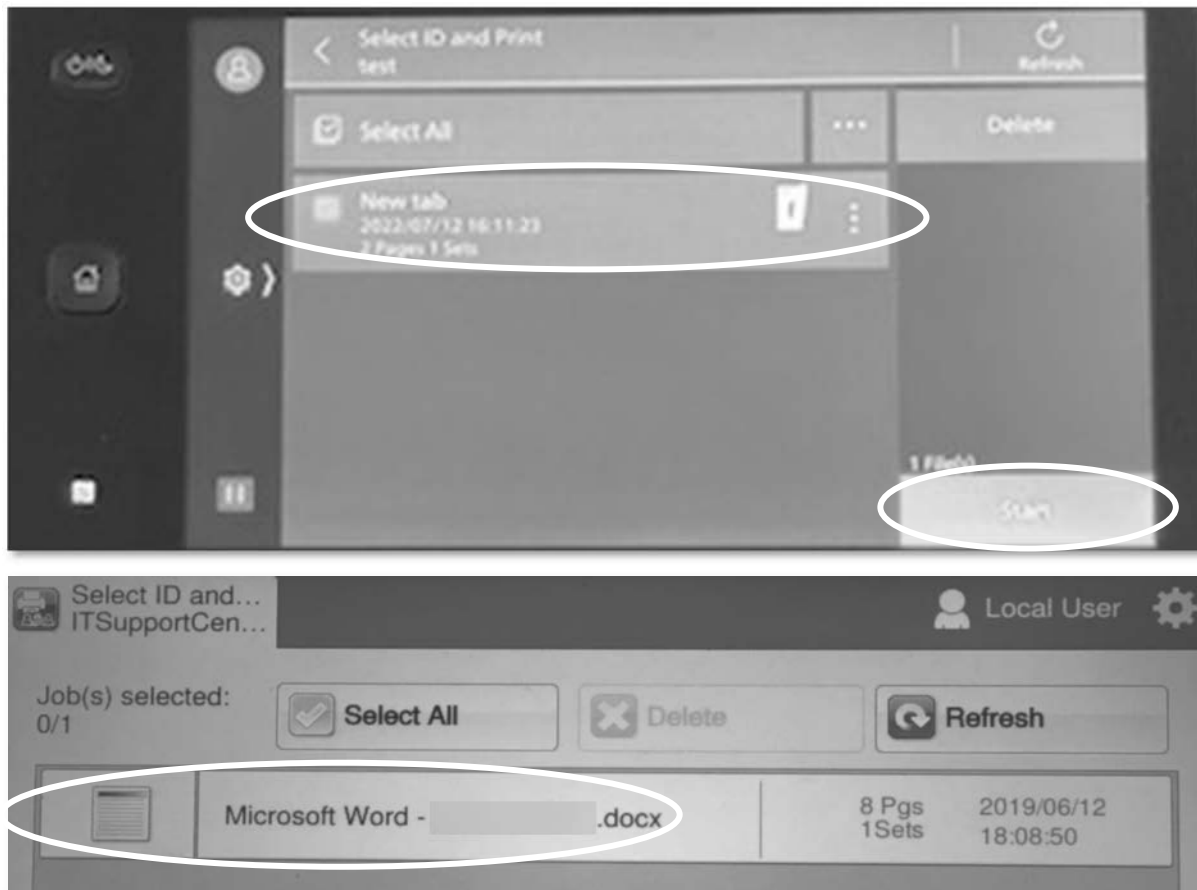 Select ID and Print
test
Refresh
Select All
Delete
New tab
2022/07/12 16:11:23
2 Pages 1 Sets
1 File(s)
Start
Select ID and...
ITSupportCen...
Local User
Job(s) selected:
0/1
Select All
Delete
Refresh
Microsoft Word - .docx
8 Pgs
1Sets
2019/06/12
18:08:50